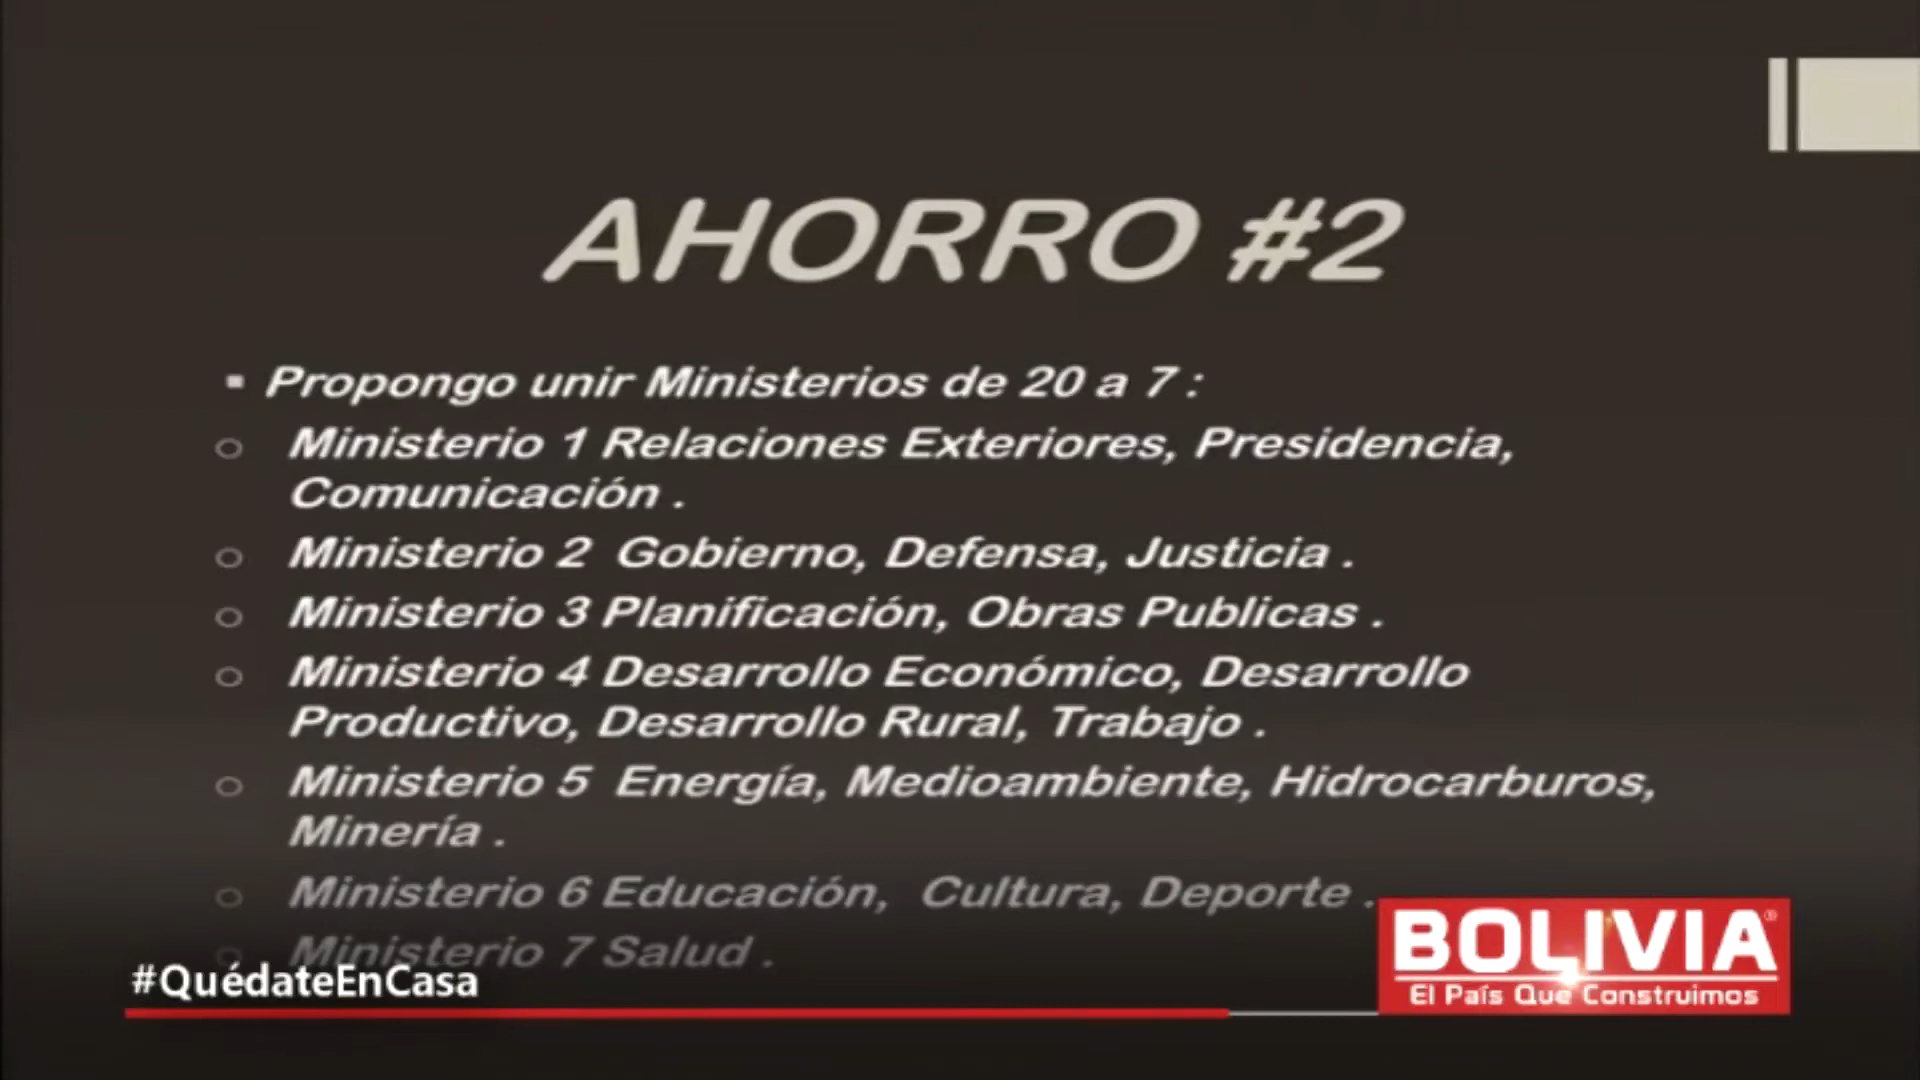 AHORRO #2
▪ Propongo unir Ministerios de 20 a 7 :
o Ministerio 1 Relaciones Exteriores, Presidencia,
Comunicación .
o Ministerio 2 Gobierno, Defensa, Justicia .
o Ministerio 3 Planificación, Obras Publicas .
o Ministerio 4 Desarrollo Económico, Desarrollo
Productivo, Desarrollo Rural, Trabajo .
o Ministerio 5 Energía, Medioambiente, Hidrocarburos,
Minería .
o Ministerio 6 Educación, Cultura, Deporte .
o Ministerio 7 Salud .
#QuédateEnCasa
BOLIVIA®
El País Que Construimos